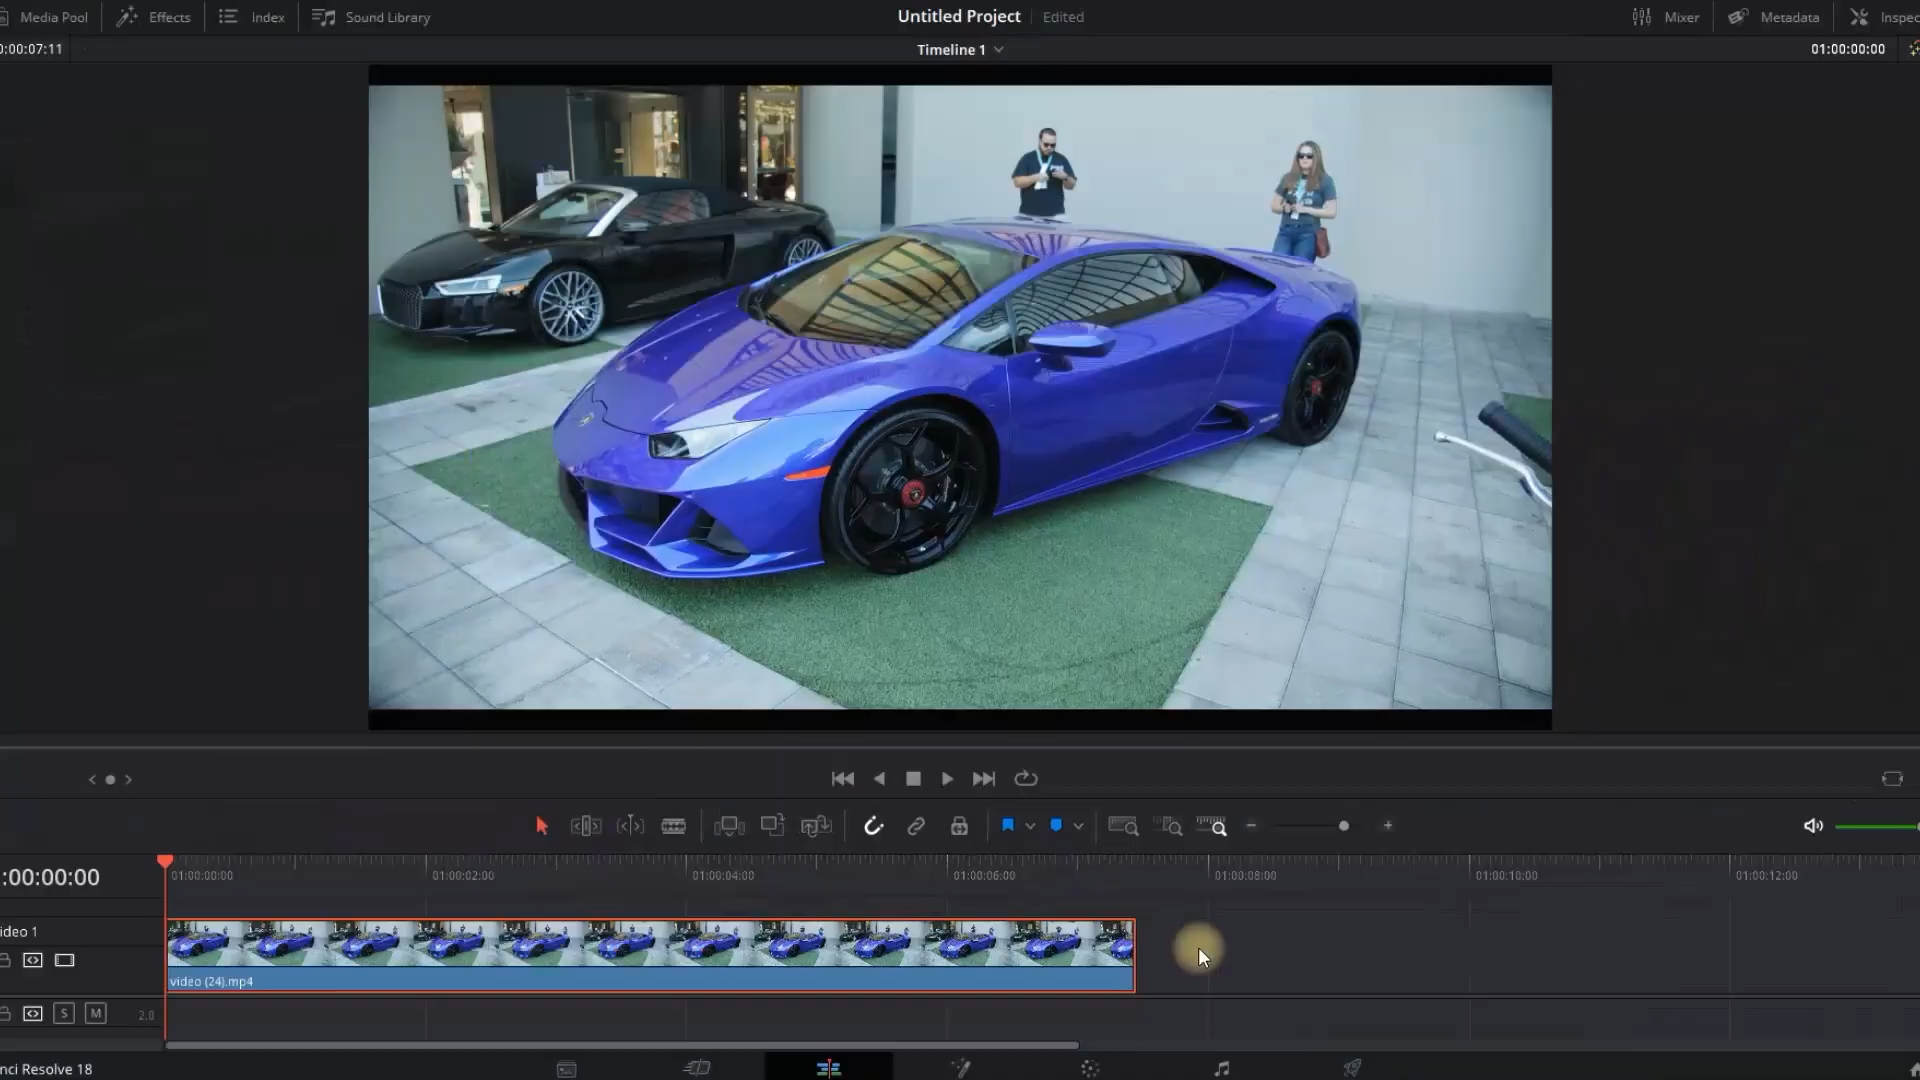 Media Pool
Effects
Index
Sound Library
Untitled Project
Edited
Mixer
Metadata
Inspec
0:00:07:11
Timeline 1
01:00:00:00
:00:00:00
01:00:00:00
01:00:02:00
01:00:04:00
01:00:06:00
01:00:08:00
01:00:10:00
01:00:12:00
ideo 1
video (24).mp4
S
M
2.0
nci Resolve 18